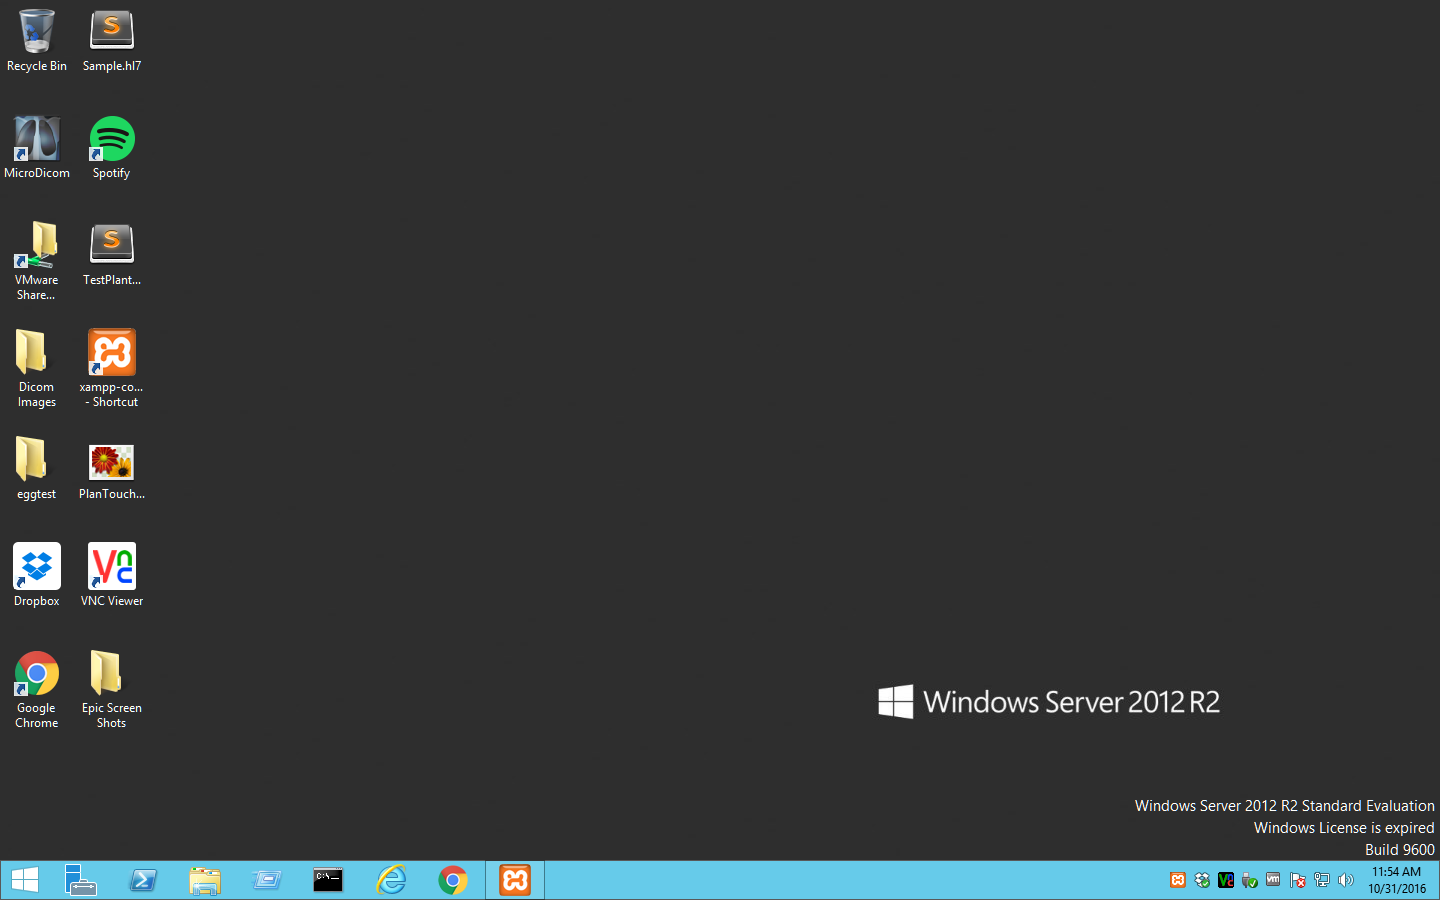 Recycle Bin
Sample.hl7
MicroDicom
Spotify
VMware
Share...
TestPlant...
Dicom
Images
xampp-co...
- Shortcut
eggtest
PlanTouch...
Dropbox
VNC Viewer
Google
Chrome
Epic Screen
Shots
Windows Server 2012 R2
Windows Server 2012 R2 Standard Evaluation
Windows License is expired
Build 9600
11:54 AM
10/31/2016